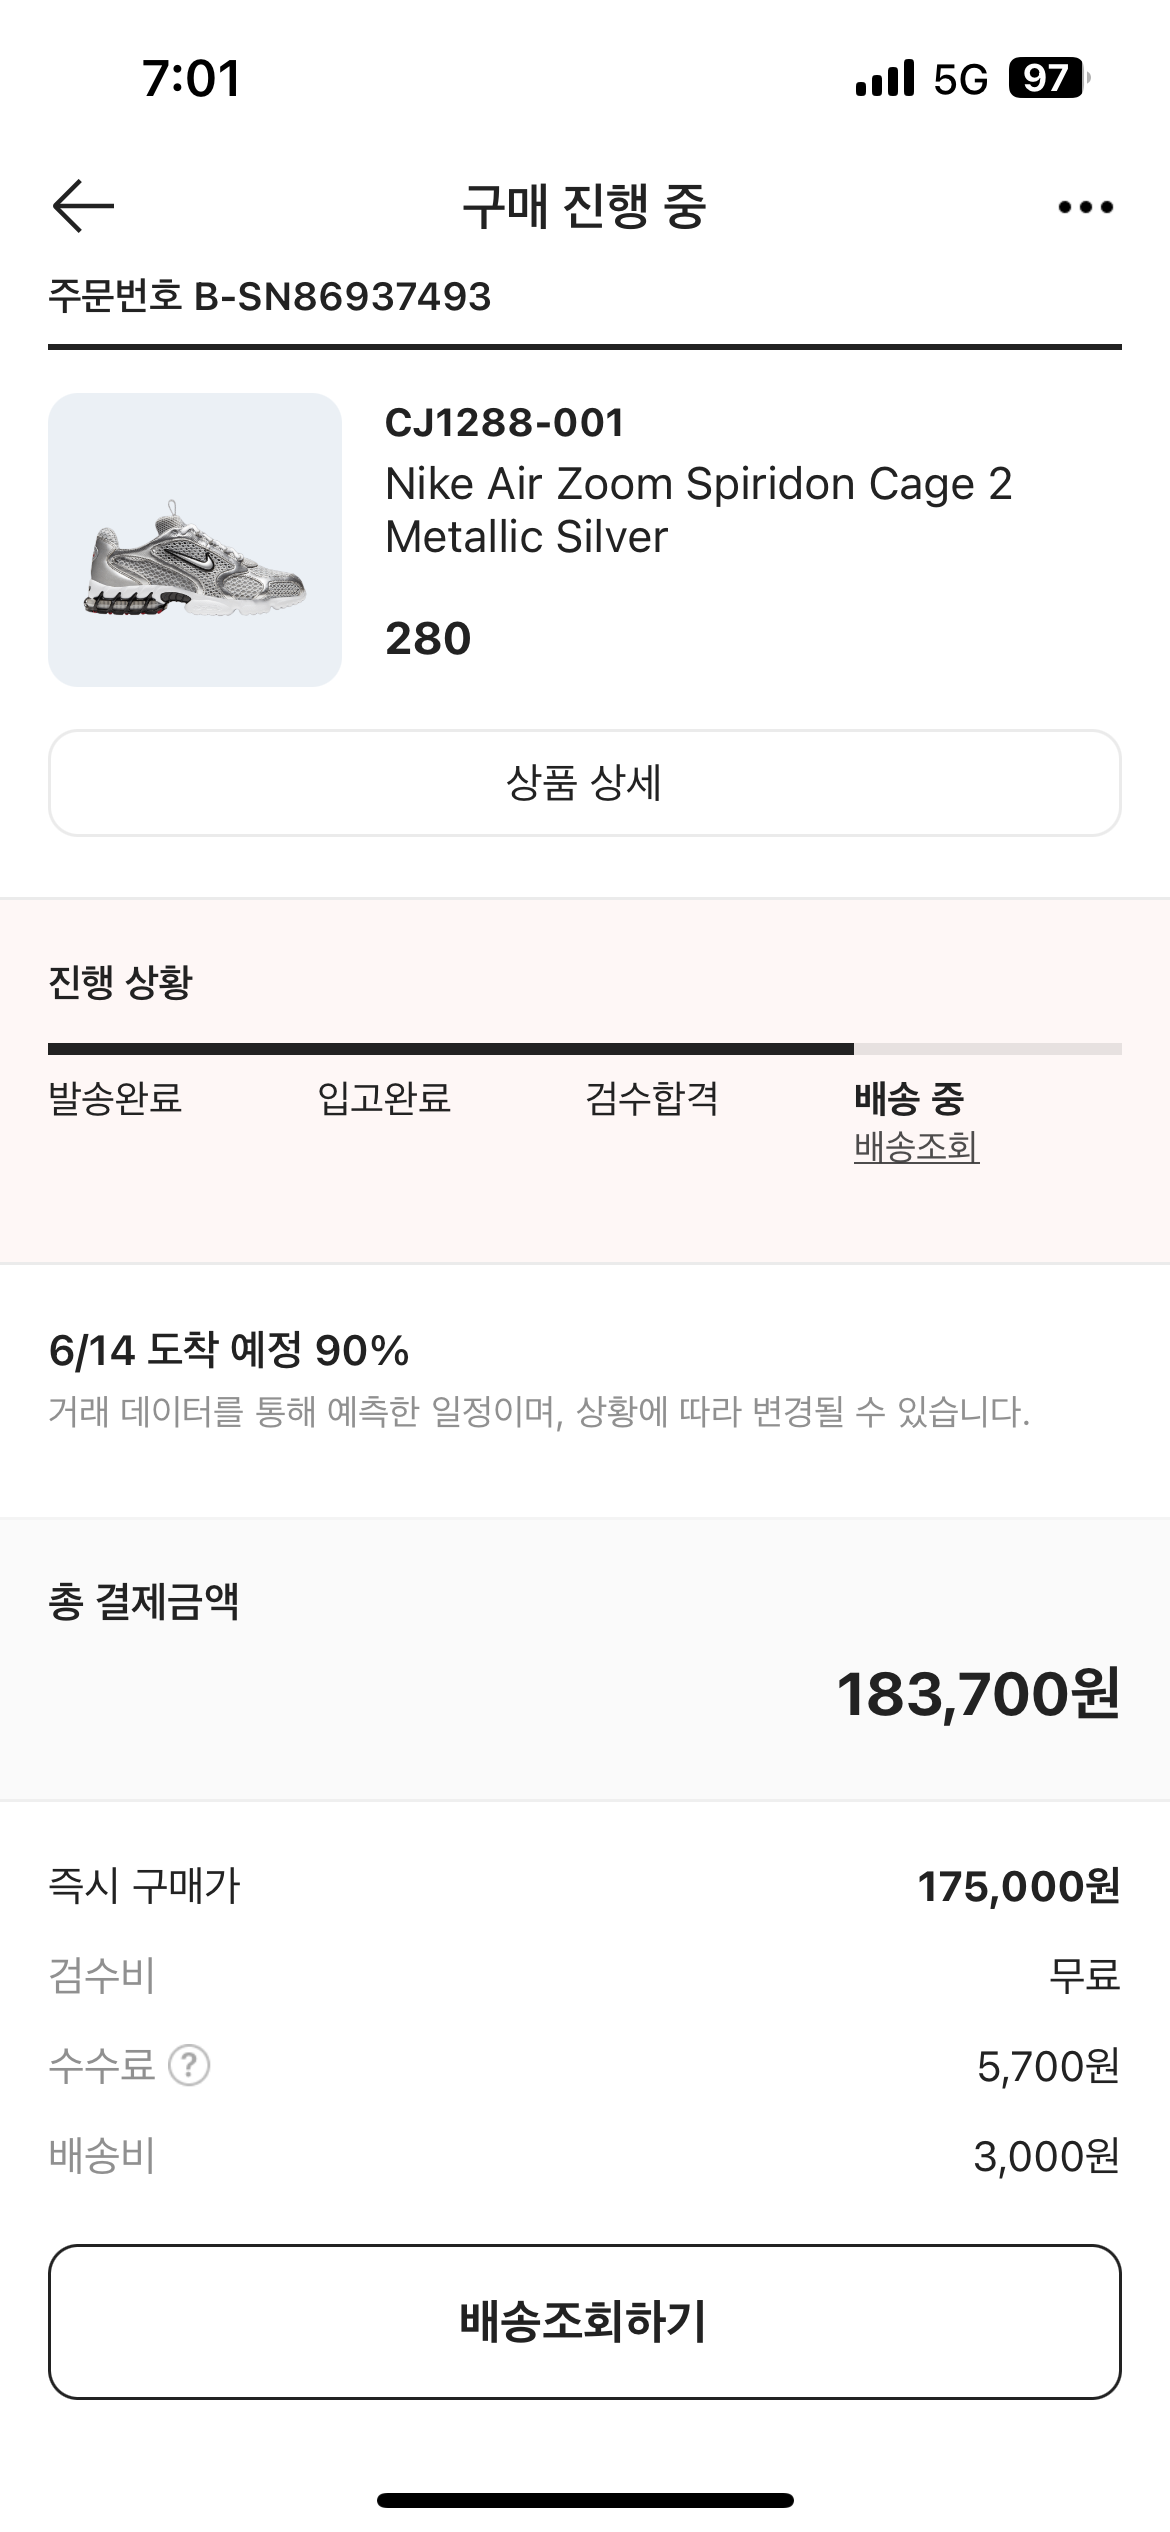 7:01
5G 97
구매 진행 중
주문번호 B-SN86937493
CJ1288-001
Nike Air Zoom Spiridon Cage 2
Metallic Silver
280
상품 상세
진행 상황
발송완료 입고완료 검수합격 배송 중
배송조회
6/14 도착 예정 90%
거래 데이터를 통해 예측한 일정이며, 상황에 따라 변경될 수 있습니다.
총 결제금액
183,700원
즉시 구매가 175,000원
검수비 무료
수수료 ? 5,700원
배송비 3,000원
배송조회하기